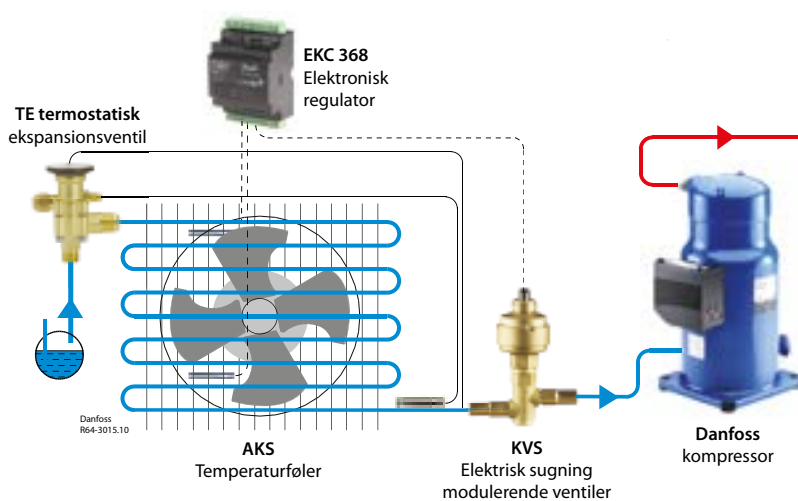 EKC 368
Elektronisk
regulator
TE termostatisk
ekspansionsventil
Danfoss
R64-3015.10
AKS
Temperaturføler
KVS
Elektrisk sugning
modulerende ventiler
Danfoss
kompressor